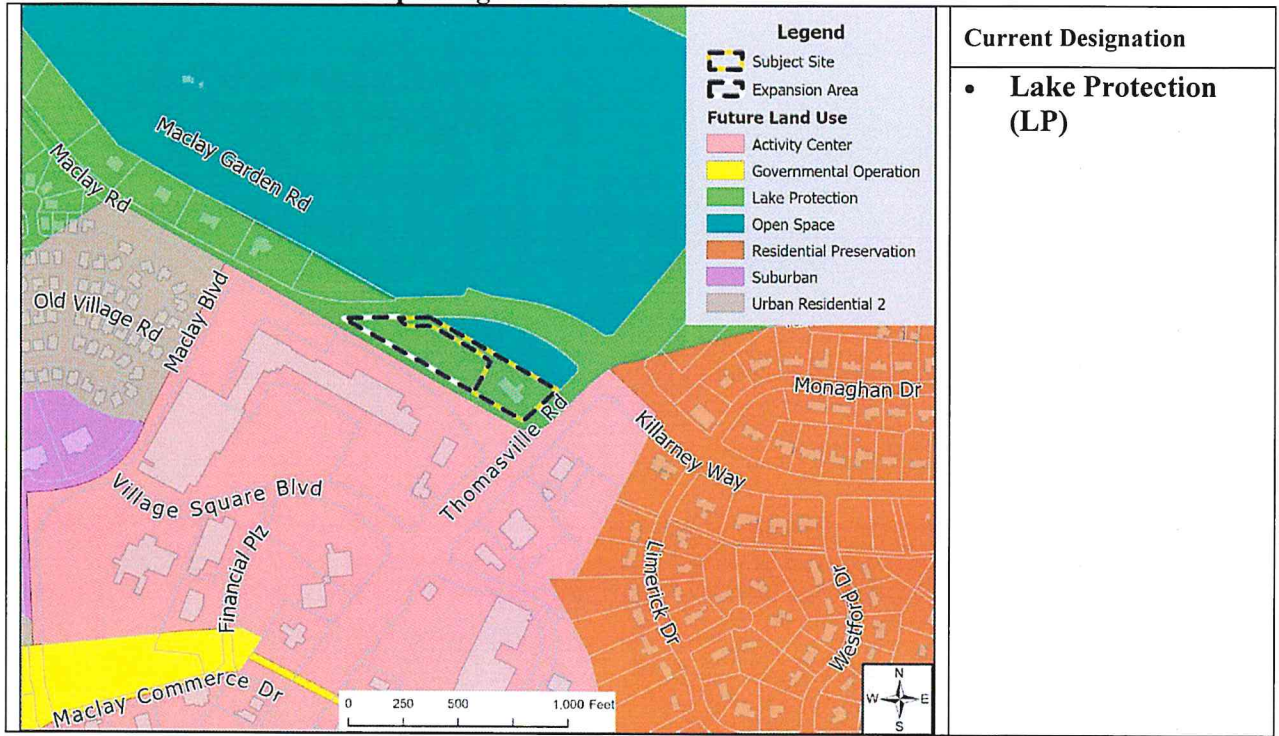 Legend
Subject Site
Expansion Area
Future Land Use
Activity Center
Governmental Operation
Lake Protection
Open Space
Residential Preservation
Suburban
Urban Residential 2
Maclay Garden Rd
Maclay Rd
Old Village Rd
Maclay Blvd
Monaghan Dr
Killarney Way
Thomasville Rd
Village Square Blvd
Financial Plz
Limerick Dr
Westford Dr
Maclay Commerce Dr
0 250 500 1,000 Feet
N
W E
S
Current Designation
• Lake Protection
(LP)